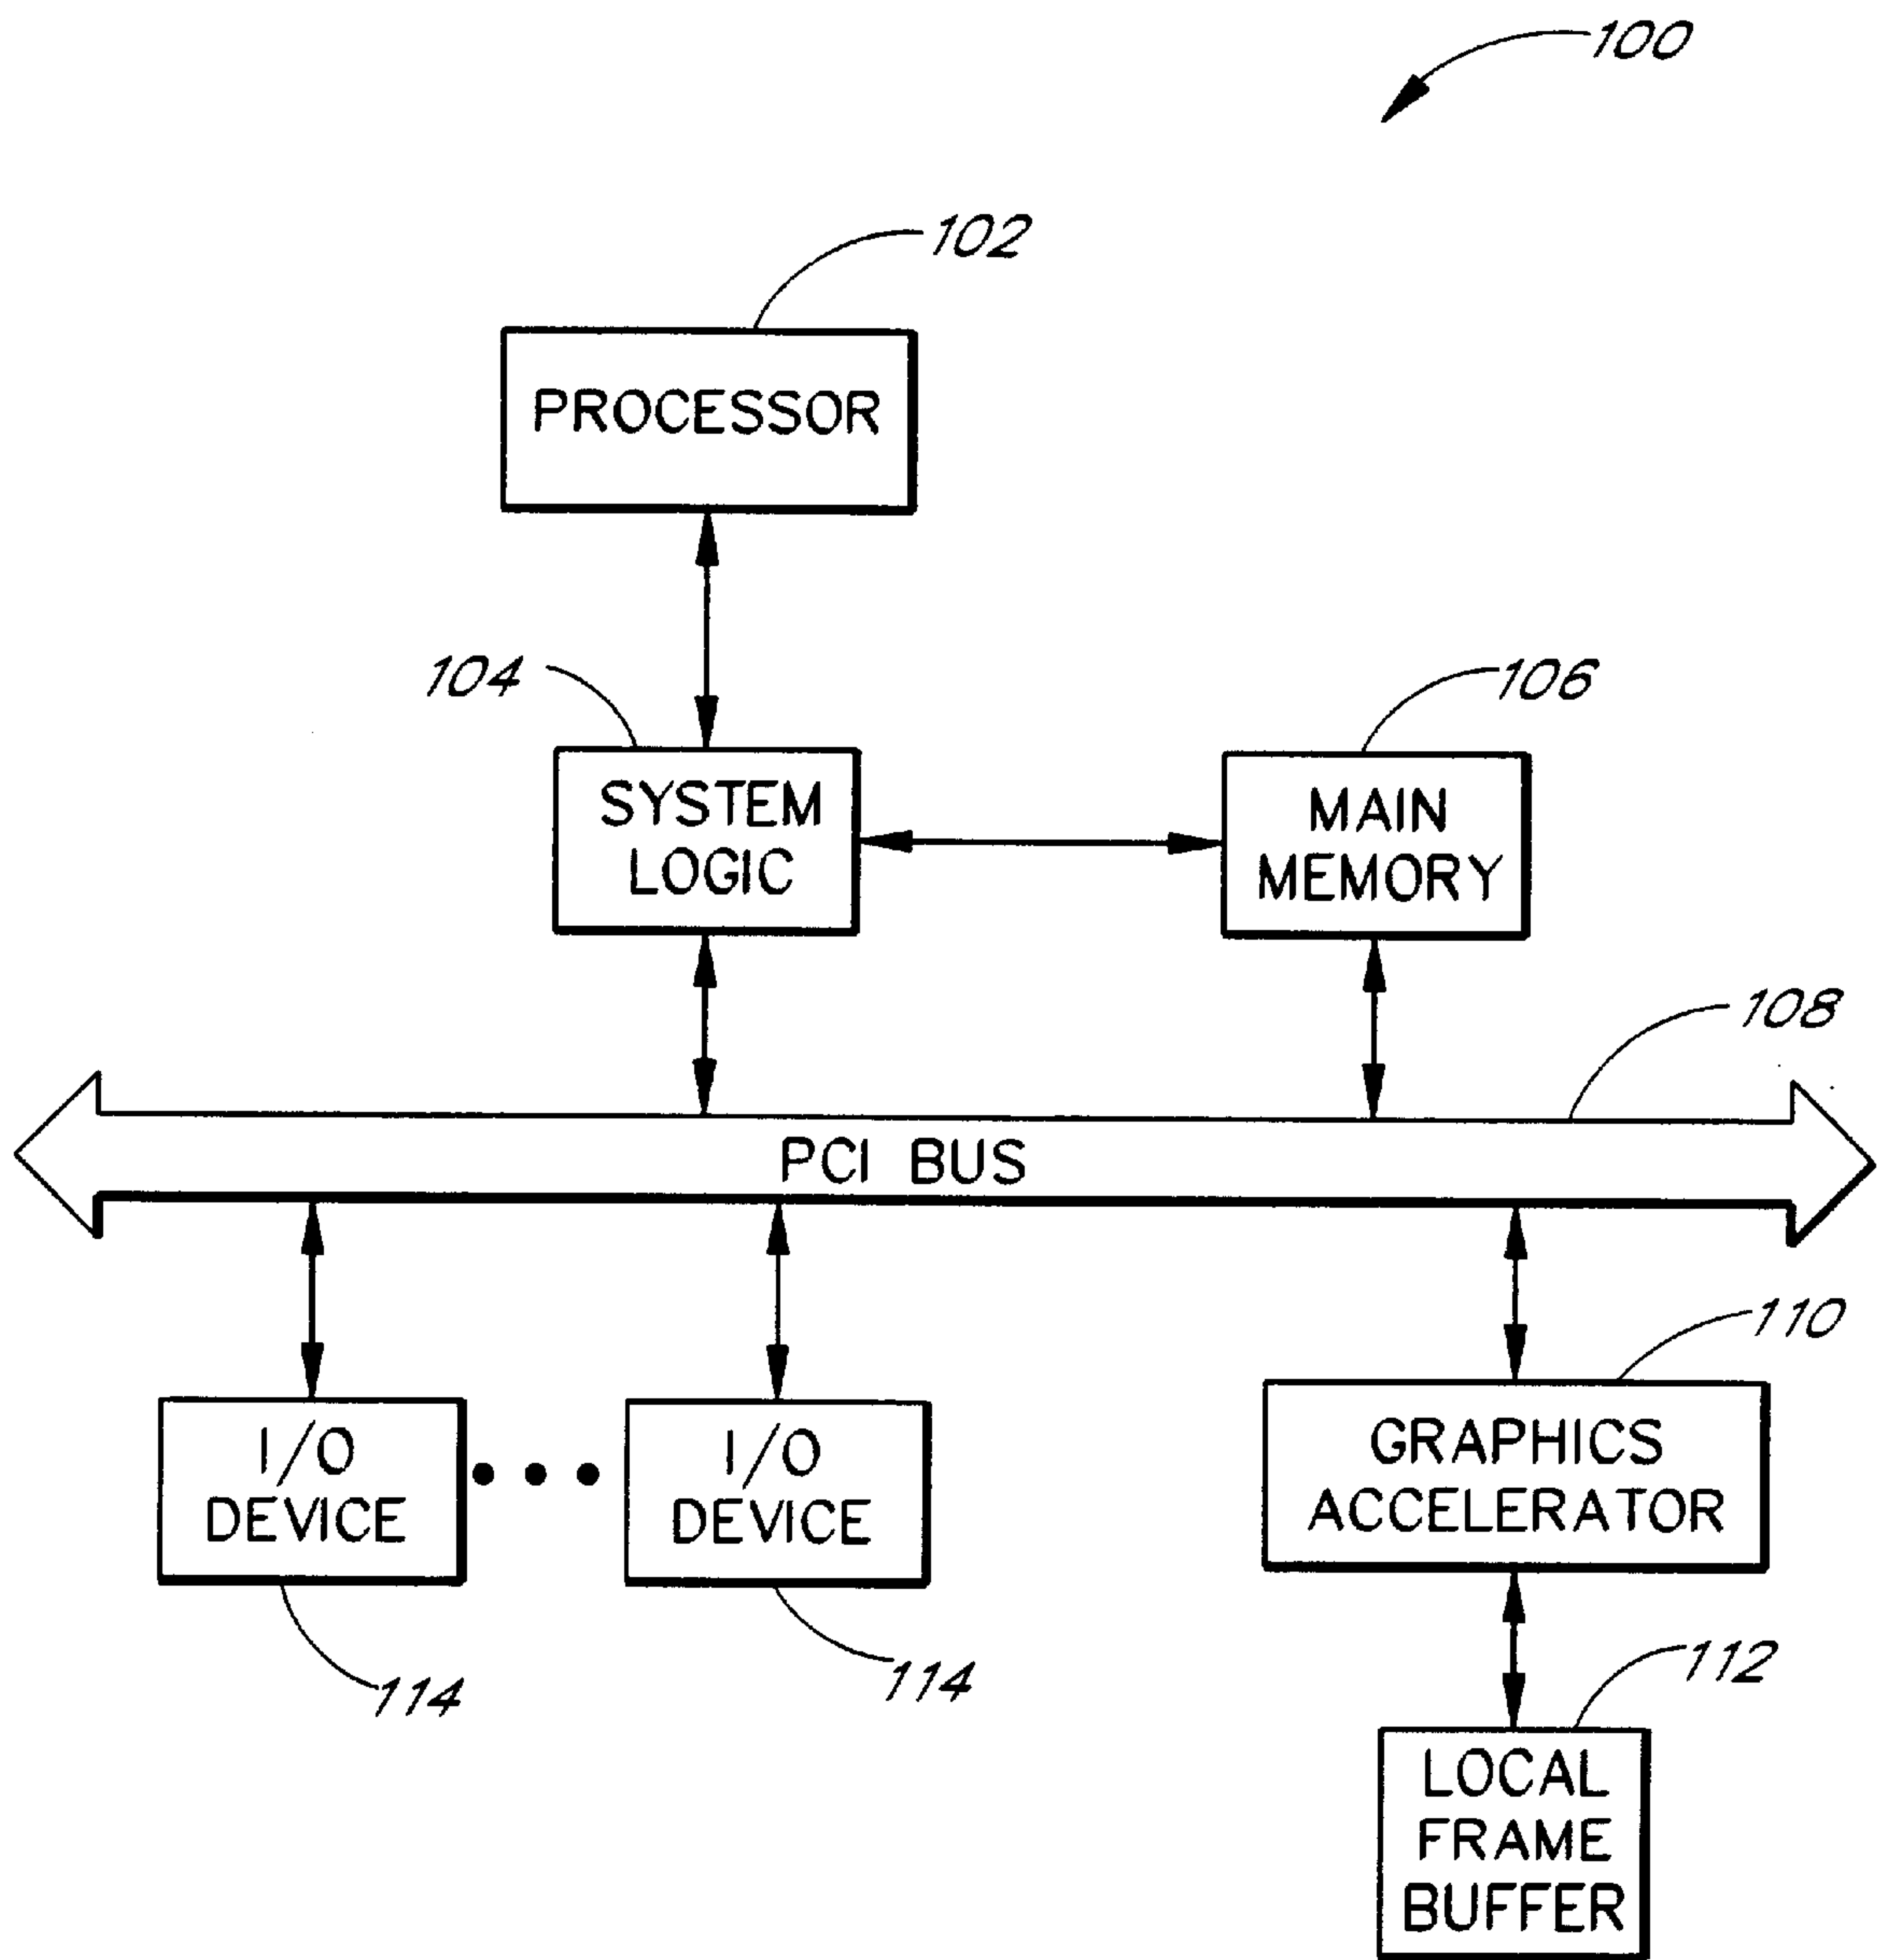 100
102
PROCESSOR
104
106
SYSTEM
LOGIC
MAIN
MEMORY
108
PCI BUS
110
I/O
DEVICE
I/O
DEVICE
GRAPHICS
ACCELERATOR
114
114
112
LOCAL
FRAME
BUFFER